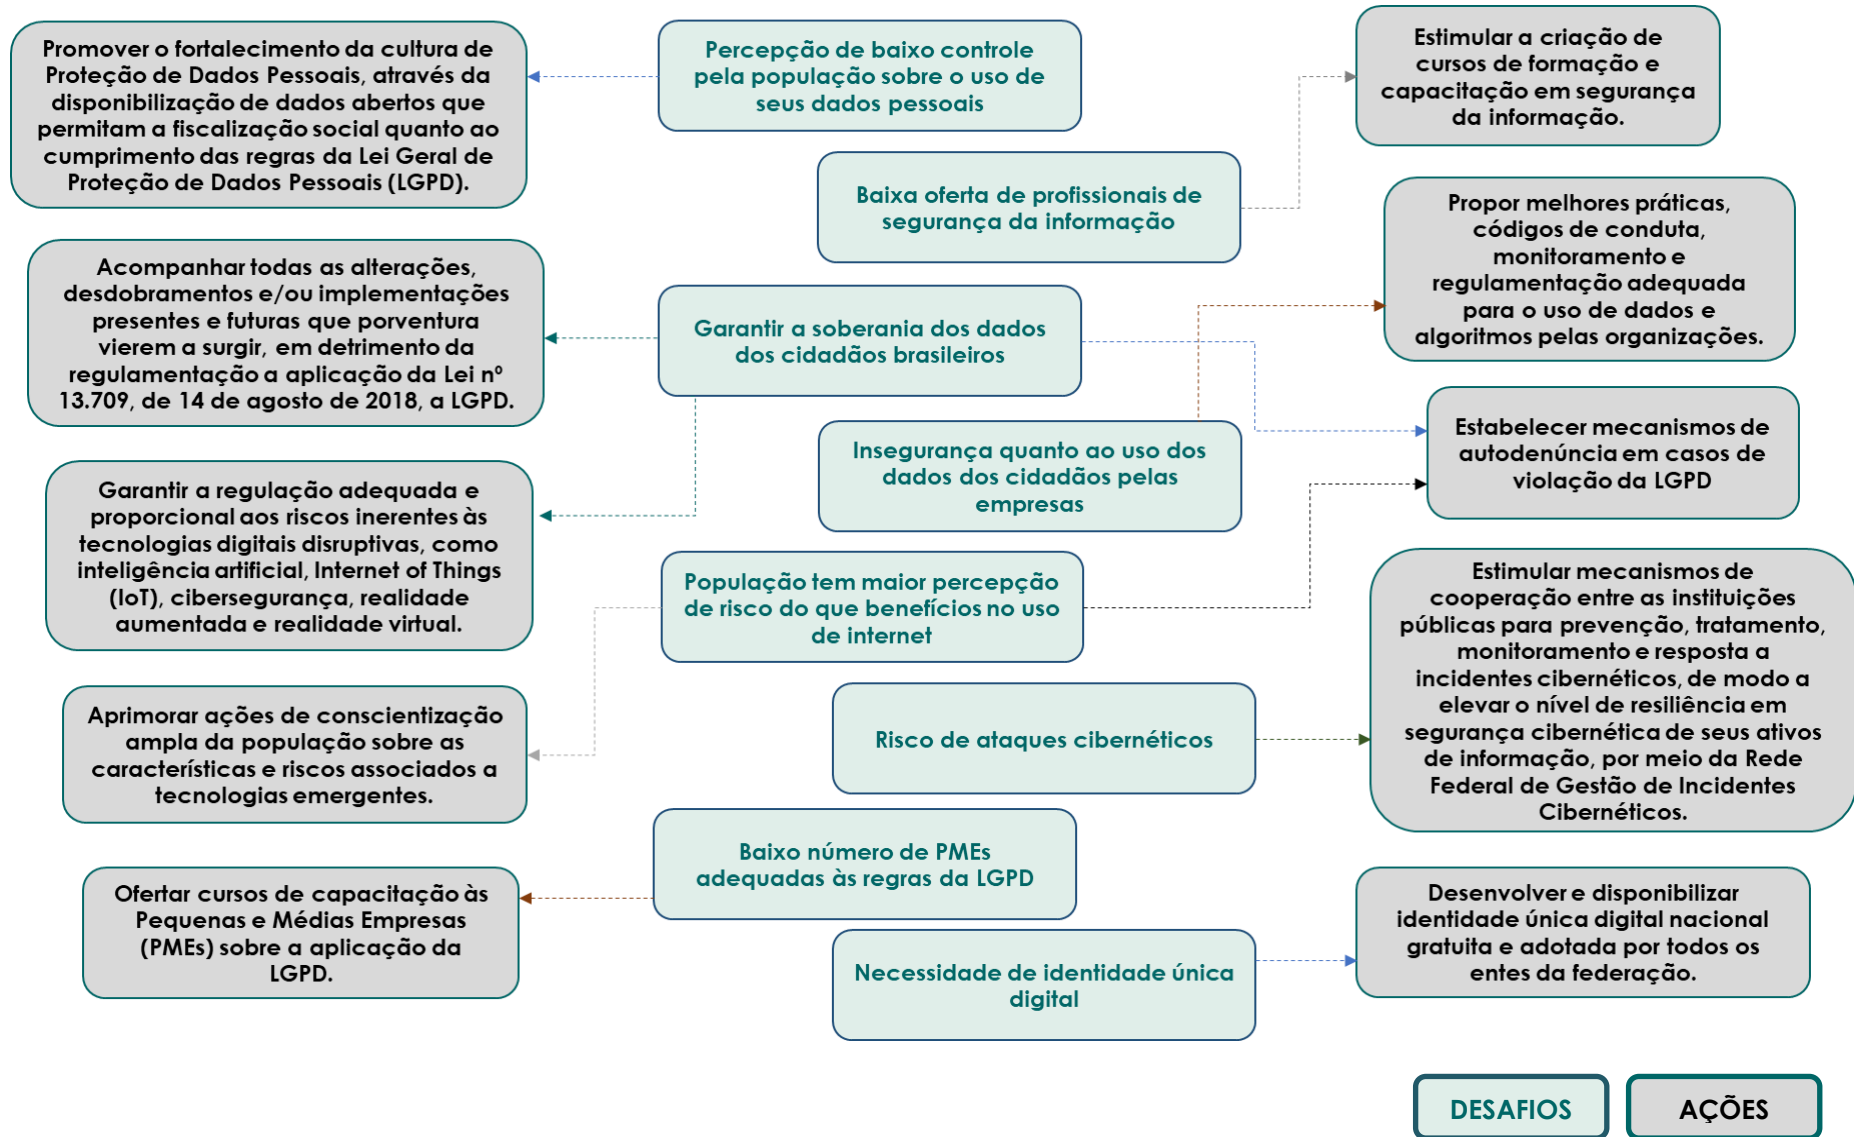 Promover o fortalecimento da cultura de
Proteção de Dados Pessoais, através da
disponibilização de dados abertos que
permitam a fiscalização social quanto ao
cumprimento das regras da Lei Geral de
Proteção de Dados Pessoais (LGPD).
Percepção de baixo controle
pela população sobre o uso de
seus dados pessoais
Estimular a criação de
cursos de formação e
capacitação em segurança
da informação.
Baixa oferta de profissionais de
segurança da informação
Propor melhores práticas,
códigos de conduta,
monitoramento e
regulamentação adequada
para o uso de dados e
algoritmos pelas organizações.
Acompanhar todas as alterações,
desdobramentos e/ou implementações
presentes e futuras que porventura
vierem a surgir, em detrimento da
regulamentação a aplicação da Lei nº
13.709, de 14 de agosto de 2018, a LGPD.
Garantir a soberania dos dados
dos cidadãos brasileiros
Estabelecer mecanismos de
autodenúncia em casos de
violação da LGPD
Insegurança quanto ao uso dos
dados dos cidadãos pelas
empresas
Garantir a regulação adequada e
proporcional aos riscos inerentes às
tecnologias digitais disruptivas, como
inteligência artificial, Internet of Things
(IoT), cibersegurança, realidade
aumentada e realidade virtual.
População tem maior percepção
de risco do que benefícios no uso
de internet
Estimular mecanismos de
cooperação entre as instituições
públicas para prevenção, tratamento,
monitoramento e resposta a
incidentes cibernéticos, de modo a
elevar o nível de resiliência em
segurança cibernética de seus ativos
de informação, por meio da Rede
Federal de Gestão de Incidentes
Cibernéticos.
Aprimorar ações de conscientização
ampla da população sobre as
características e riscos associados a
tecnologias emergentes.
Risco de ataques cibernéticos
Baixo número de PMEs
adequadas às regras da LGPD
Ofertar cursos de capacitação às
Pequenas e Médias Empresas
(PMEs) sobre a aplicação da
LGPD.
Desenvolver e disponibilizar
identidade única digital nacional
gratuita e adotada por todos os
entes da federação.
Necessidade de identidade única
digital
DESAFIOS
AÇÕES